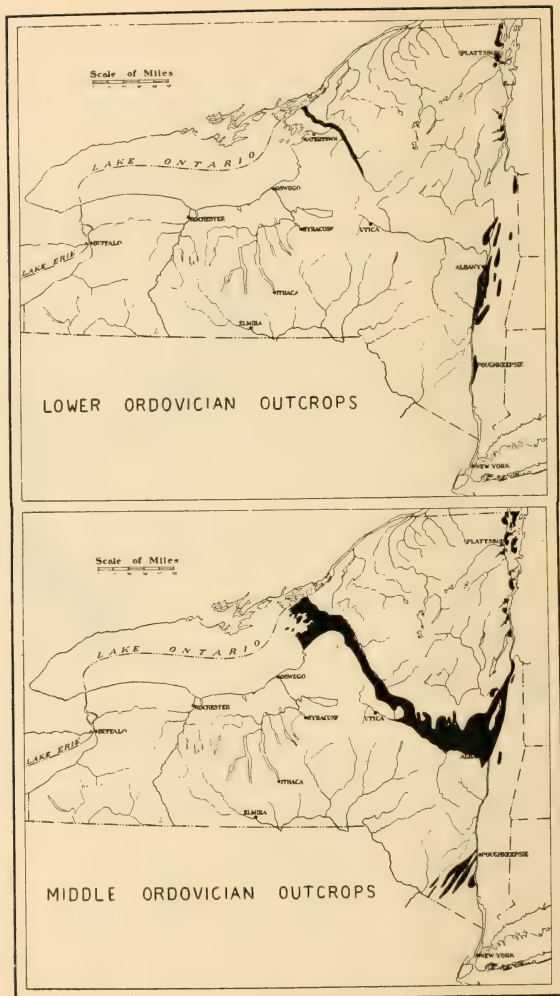 PLATTSBURG
Scale of Miles
WATERTOWN
LAKE ONTARIO
OSWEGO
ROCHESTER
SYRACUSE
UTICA
BUFFALO
LAKE ERIE
ALBANY
ITHACA
ELMIRA
POUGHKEEPSIE
LOWER ORDOVICIAN OUTCROPS
NEW YORK
PLATTSBU
Scale of Miles
LAKE ONTARIO
OSWEGO
ROCHESTER
SYRACUSE
UTICA
BUFFALO
LAKE ERIE
ALBA
ITHACA
ELMIRA
POUGHKEEPSIE
MIDDLE ORDOVICIAN OUTCROPS
NEW YORK